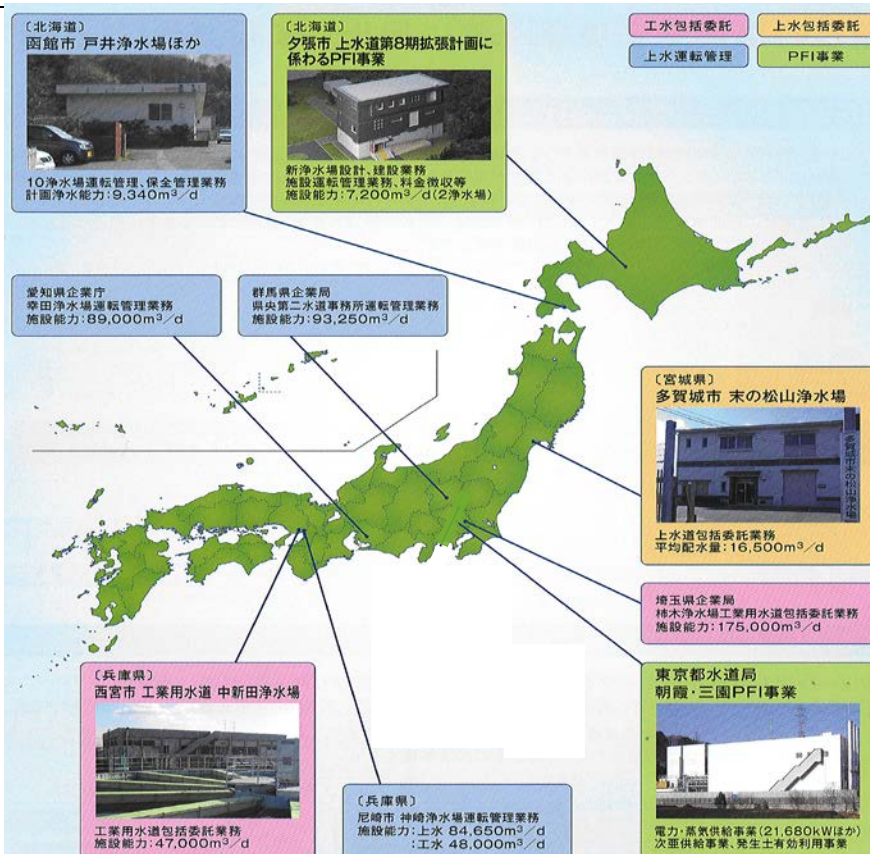 〔北海道〕
函館市 戸井浄水場ほか
10浄水場運転管理、保全管理業務
計画浄水能力:9,340m³/d
〔北海道〕
夕張市 上水道第8期拡張計画に
係わるPFI事業
新浄水場設計、建設業務
施設運転管理業務、料金徴収等
施設能力:7,200m³/d(2浄水場)
工水包括委託
上水包括委託
上水運転管理
PFI事業
愛知県企業庁
幸田浄水場運転管理業務
施設能力:89,000m³/d
群馬県企業局
県央第二水道事務所運転管理業務
施設能力:93,250m³/d
〔宮城県〕
多賀城市 末の松山浄水場
多賀城市末の松山浄水場
上水道包括委託業務
平均配水量:16,500m³/d
埼玉県企業局
柿木浄水場工業用水道包括委託業務
施設能力:175,000m³/d
〔兵庫県〕
西宮市 工業用水道 中新田浄水場
工業用水道包括委託業務
施設能力:47,000m³/d
〔兵庫県〕
尼崎市 神崎浄水場運転管理業務
施設能力:上水 84,650m³/d
:工水 48,000m³/d
東京都水道局
朝霞・三園PFI事業
電力・蒸気供給事業(21,680kWほか)
次亜供給事業、発生土有効利用事業